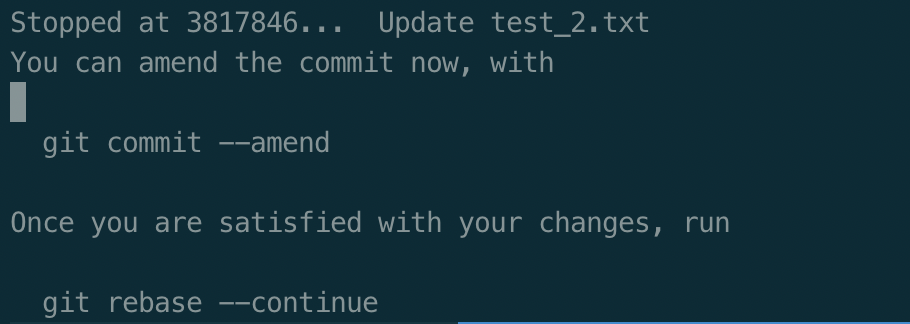 Stopped at 3817846...  Update test_2.txt
You can amend the commit now, with
git commit --amend
Once you are satisfied with your changes, run
git rebase --continue